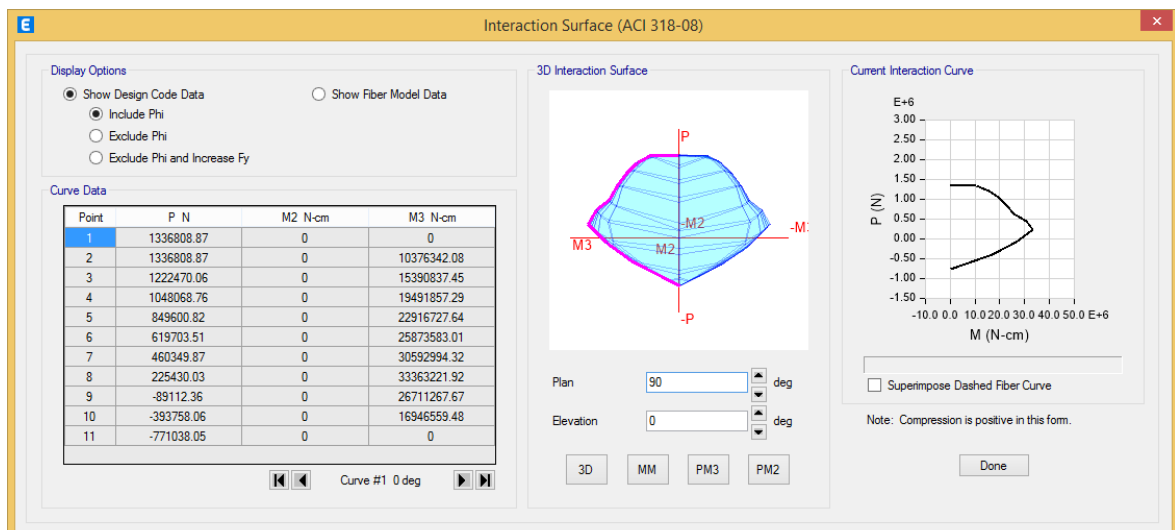 E
Interaction Surface (ACI 318-08)
Display Options
Show Design Code Data
Show Fiber Model Data
Include Phi
Exclude Phi
Exclude Phi and Increase Fy
Curve Data
Point P N M2 N-cm M3 N-cm
1 1336808.87 0 0
2 1336808.87 0 10376342.08
3 1222470.06 0 15390837.45
4 1048068.76 0 19491857.29
5 849600.82 0 22916727.64
6 619703.51 0 25873583.01
7 460349.87 0 30592994.32
8 225430.03 0 33363221.92
9 -89112.36 0 26711267.67
10 -393758.06 0 16946559.48
11 -771038.05 0 0
Curve #1 0 deg
3D Interaction Surface
P
-M2
-M3
M3
M2
-P
Plan 90 deg
Elevation 0 deg
3D MM PM3 PM2
Current Interaction Curve
E+6
3.00
2.50
2.00
1.50
1.00
0.50
0.00
-0.50
-1.00
-1.50
P (N)
-10.0 0.0 10.0 20.0 30.0 40.0 50.0 E+6
M (N-cm)
Superimpose Dashed Fiber Curve
Note: Compression is positive in this form.
Done